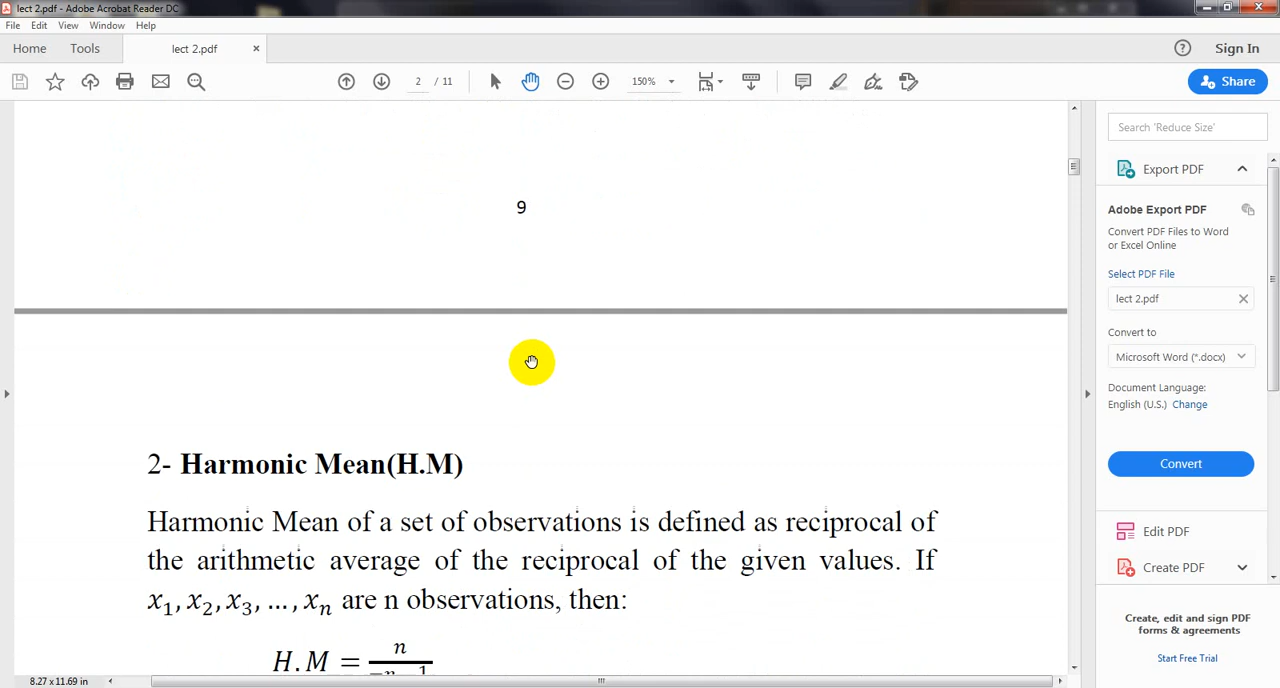 lect 2.pdf - Adobe Acrobat Reader DC
File Edit View Window Help
Home Tools lect 2.pdf × Sign In
2 / 11 150% Share
9
2- Harmonic Mean(H.M)
Harmonic Mean of a set of observations is defined as reciprocal of
the arithmetic average of the reciprocal of the given values. If
x₁, x₂, x₃, …, xₙ are n observations, then:
H.M = n
8.27 x 11.69 in
Search 'Reduce Size'
Export PDF
Adobe Export PDF
Convert PDF Files to Word
or Excel Online
Select PDF File
lect 2.pdf
Convert to
Microsoft Word (*.docx)
Document Language:
English (U.S.) Change
Convert
Edit PDF
Create PDF
Create, edit and sign PDF
forms & agreements
Start Free Trial